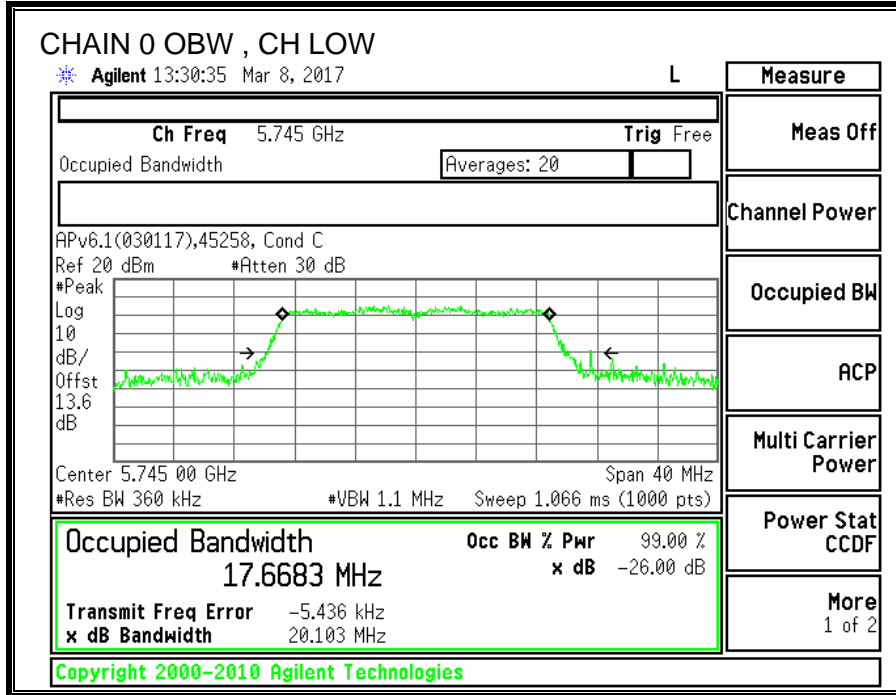 CHAIN 0 OBW , CH LOW
Agilent 13:30:35 Mar 8, 2017 L
Measure
Ch Freq 5.745 GHz Trig Free
Occupied Bandwidth Averages: 20
APv6.1(030117),45258, Cond C
Ref 20 dBm #Atten 30 dB
#Peak
Log
10
dB/
Offst
13.6
dB
Center 5.745 00 GHz Span 40 MHz
#Res BW 360 kHz #VBW 1.1 MHz Sweep 1.066 ms (1000 pts)
Occupied Bandwidth Occ BW % Pwr 99.00 %
17.6683 MHz x dB -26.00 dB
Transmit Freq Error -5.436 kHz
x dB Bandwidth 20.103 MHz
Meas Off
Channel Power
Occupied BW
ACP
Multi Carrier
Power
Power Stat
CCDF
More
1 of 2
Copyright 2000-2010 Agilent Technologies